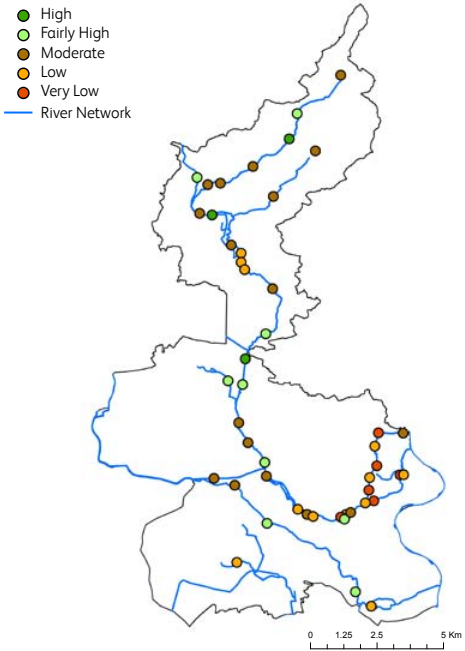 High
Fairly High
Moderate
Low
Very Low
River Network
0 1.25 2.5 5 Km